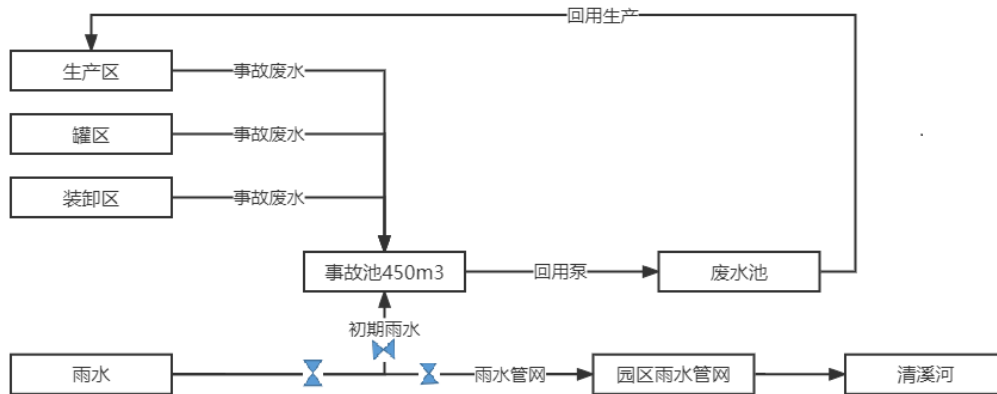 回用生产
生产区
事故废水
罐区
事故废水
装卸区
事故废水
事故池450m3
回用泵
废水池
初期雨水
雨水
雨水管网
园区雨水管网
清溪河